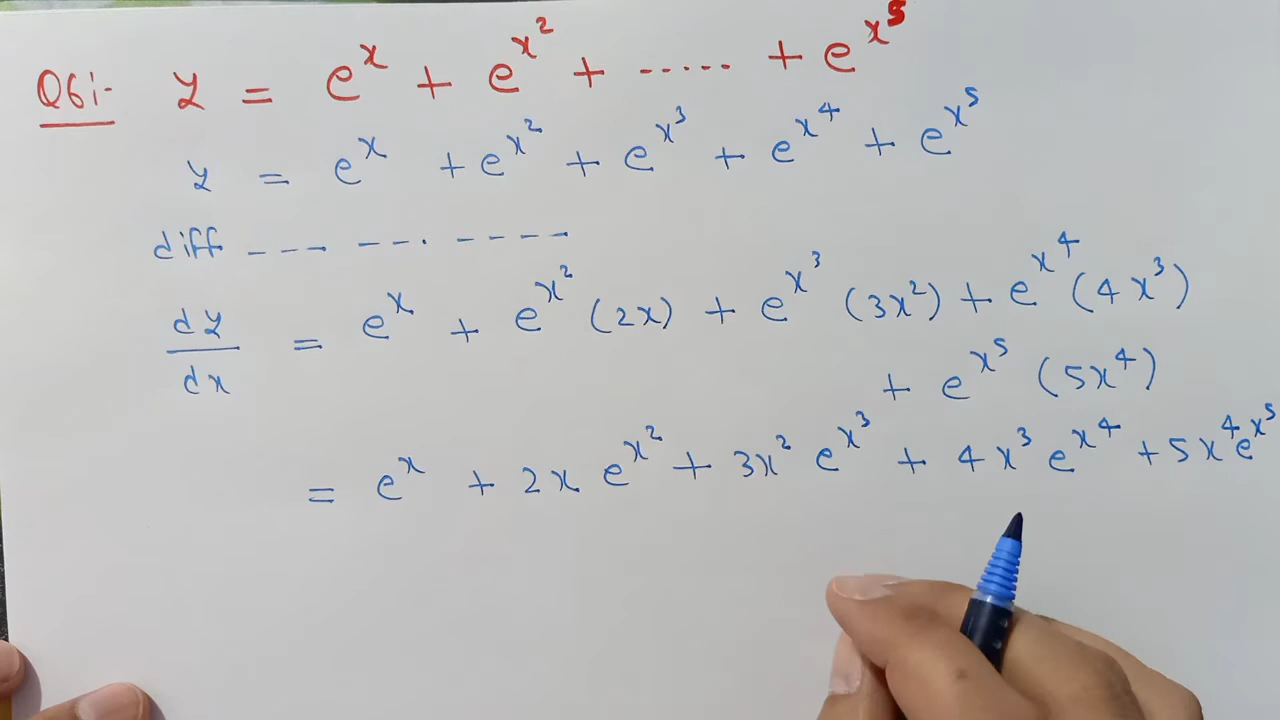 Q6:- y = e^x + e^{x^2} + ..... + e^{x^5}
y = e^x + e^{x^2} + e^{x^3} + e^{x^4} + e^{x^5}
diff --- --. ----
dy/dx = e^x + e^{x^2} (2x) + e^{x^3} (3x^2) + e^{x^4} (4x^3)
+ e^{x^5} (5x^4)
= e^x + 2x e^{x^2} + 3x^2 e^{x^3} + 4x^3 e^{x^4} + 5x^4 e^{x^5}